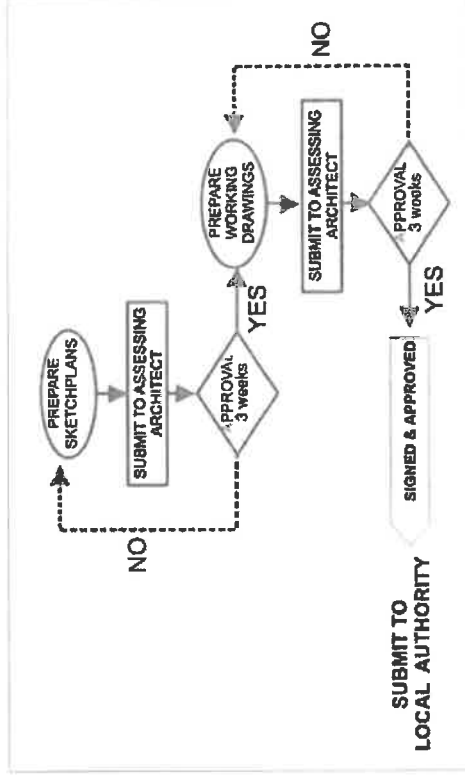 PREPARE
SKETCHPLANS
SUBMIT TO ASSESSING
ARCHITECT
APPROVAL
3 weeks
NO
YES
PREPARE
WORKING
DRAWINGS
SUBMIT TO ASSESSING
ARCHITECT
APPROVAL
3 weeks
NO
YES
SIGNED & APPROVED
SUBMIT TO
LOCAL AUTHORITY